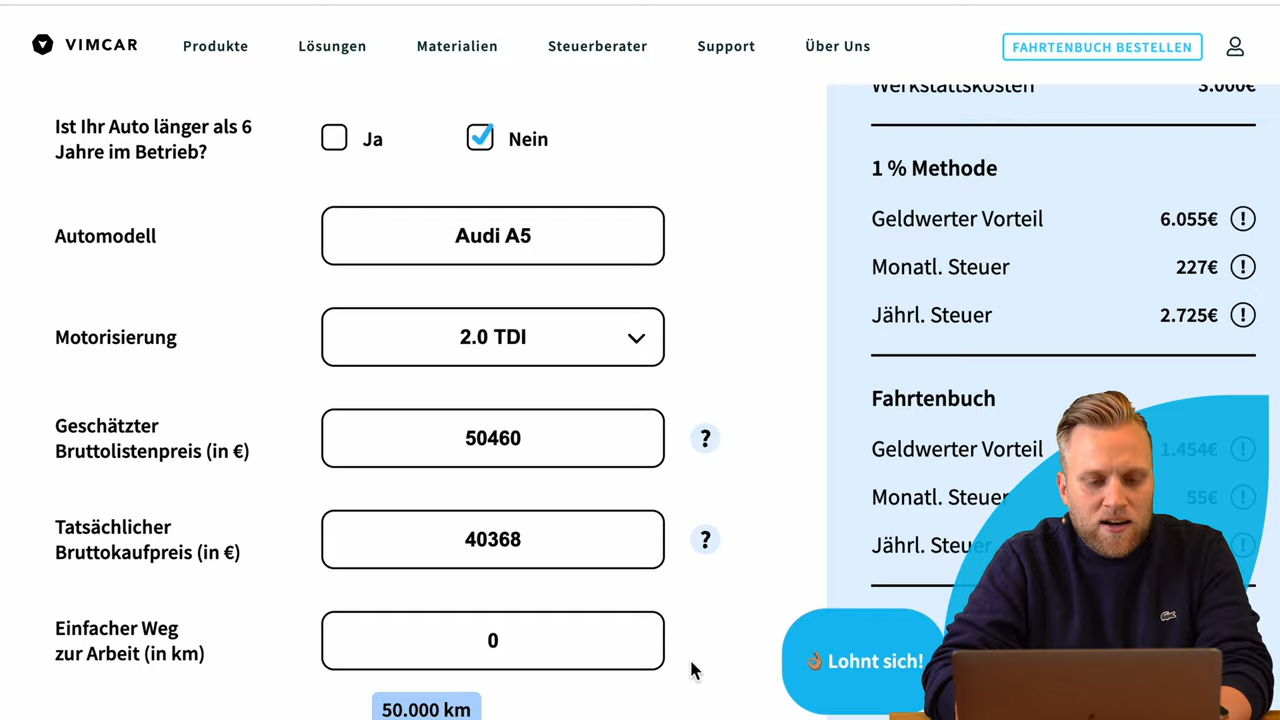 VIMCAR
Produkte
Lösungen
Materialien
Steuerberater
Support
Über Uns
FAHRTENBUCH BESTELLEN
Ist Ihr Auto länger als 6
Jahre im Betrieb?
Ja
Nein
Automodell
Audi A5
Motorisierung
2.0 TDI
Geschätzter
Bruttolistenpreis (in €)
50460
?
Tatsächlicher
Bruttokaufpreis (in €)
40368
?
Einfacher Weg
zur Arbeit (in km)
0
50.000 km
Werkstattskosten 3.000€
1 % Methode
Geldwerter Vorteil 6.055€ !
Monatl. Steuer 227€ !
Jährl. Steuer 2.725€ !
Fahrtenbuch
Geldwerter Vorteil 1.454€ !
Monatl. Steuer 55€ !
Jährl. Steuer
👌🏽 Lohnt sich!